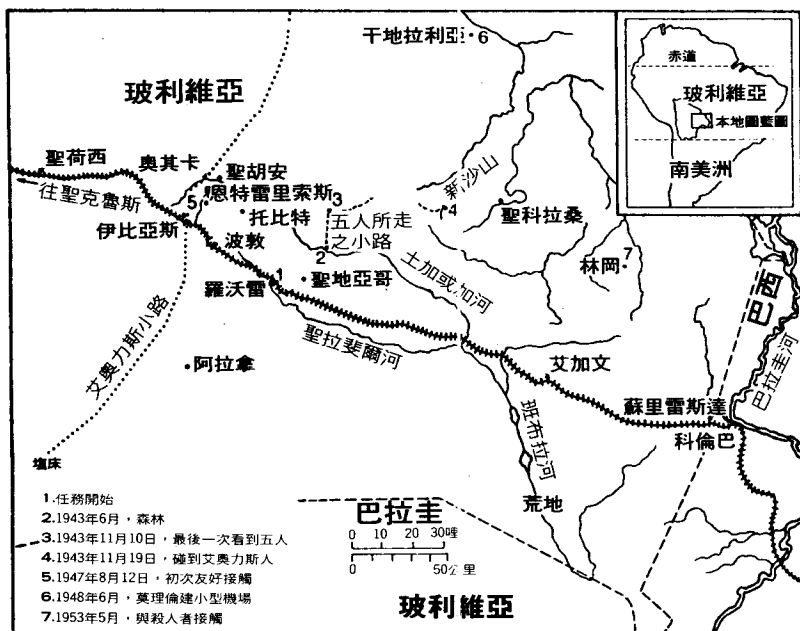 干地拉利亞・6
赤道
玻利維亞
本地圖藍圖
南美洲
玻利維亞
聖荷西
往聖克魯斯
奧其卡
聖胡安
5
恩特雷里索斯
托比特
3
五人所走
之小路
2
4
新沙山
聖科拉桑
伊比亞斯
波敦
羅沃雷
1
聖地亞哥
土加或加河
林岡
7
巴西
巴拉圭河
聖拉斐爾河
艾奧力斯小路
阿拉拿
艾加文
蘇里雷斯達
科倫巴
班布拉河
荒地
塩床
巴拉圭
0 10 20 30哩
0 50公里
玻利維亞
1.任務開始
2.1943年6月，森林
3.1943年11月10日，最後一次看到五人
4.1943年11月19日，碰到艾奧力斯人
5.1947年8月12日，初次友好接觸
6.1948年6月，莫理倫建小型機場
7.1953年5月，與殺人者接觸